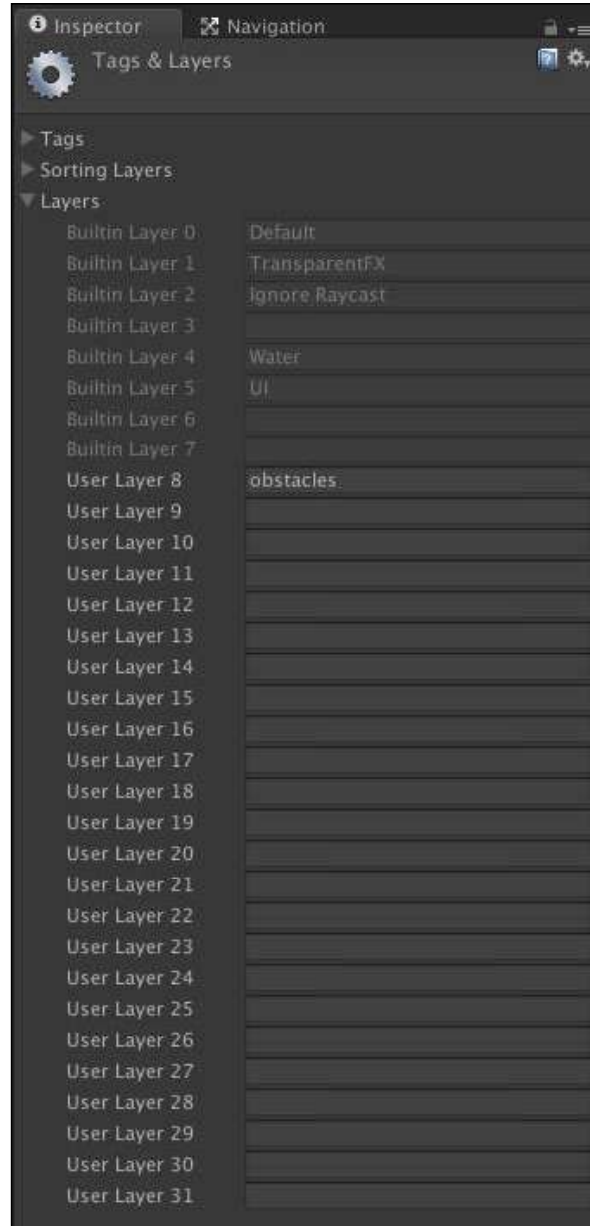 Inspector Navigation
Tags & Layers
Tags
Sorting Layers
Layers
Builtin Layer 0 Default
Builtin Layer 1 TransparentFX
Builtin Layer 2 Ignore Raycast
Builtin Layer 3
Builtin Layer 4 Water
Builtin Layer 5 UI
Builtin Layer 6
Builtin Layer 7
User Layer 8 obstacles
User Layer 9
User Layer 10
User Layer 11
User Layer 12
User Layer 13
User Layer 14
User Layer 15
User Layer 16
User Layer 17
User Layer 18
User Layer 19
User Layer 20
User Layer 21
User Layer 22
User Layer 23
User Layer 24
User Layer 25
User Layer 26
User Layer 27
User Layer 28
User Layer 29
User Layer 30
User Layer 31